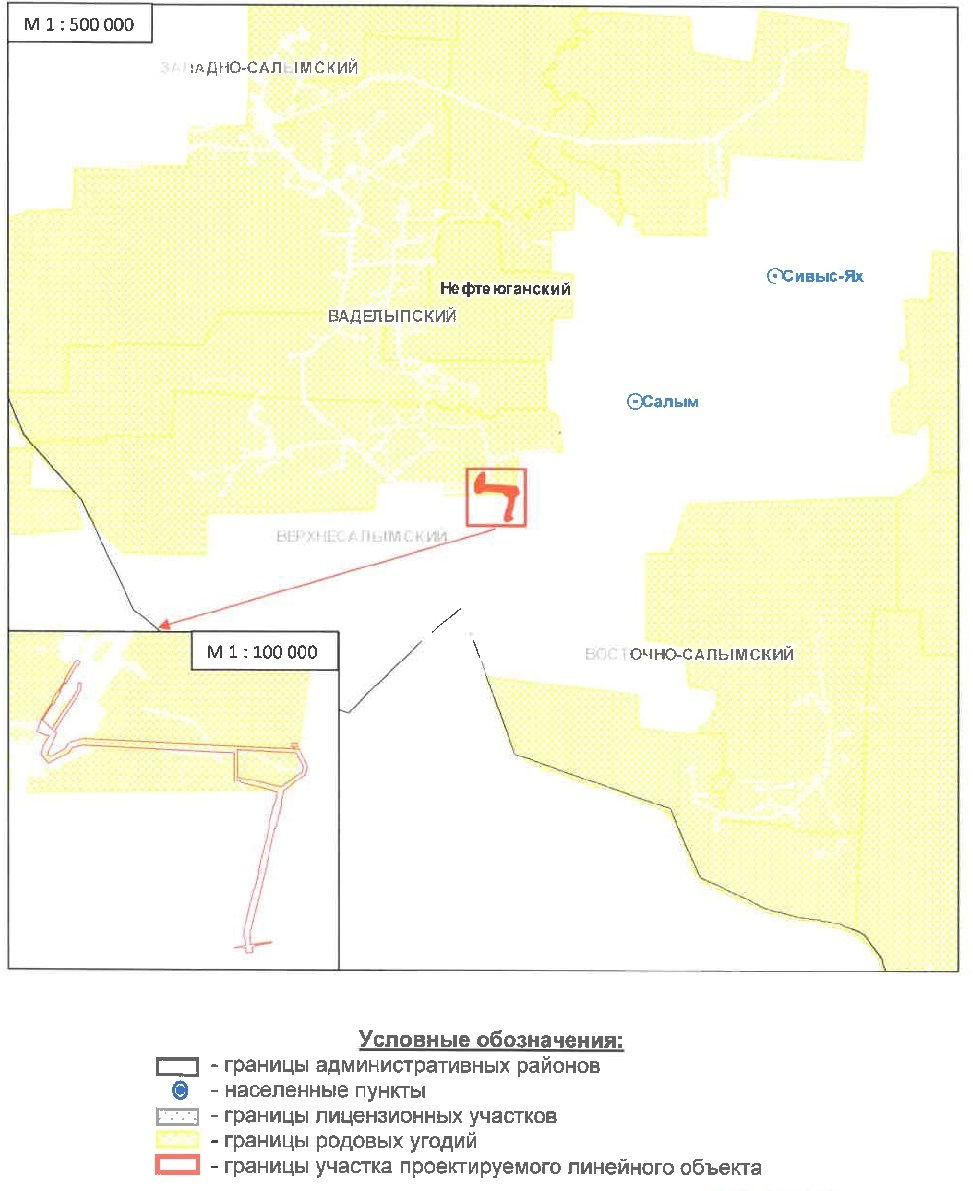 М 1 : 500 000
ЗАПАДНО-САЛЫМСКИЙ
Сивыс-Ях
Нефтеюганский
ВАДЕЛЫПСКИЙ
Салым
ВЕРХНЕСАЛЫМСКИЙ
М 1 : 100 000
ВОСТОЧНО-САЛЫМСКИЙ
Условные обозначения:
- границы административных районов
- населенные пункты
- границы лицензионных участков
- границы родовых угодий
- границы участка проектируемого линейного объекта